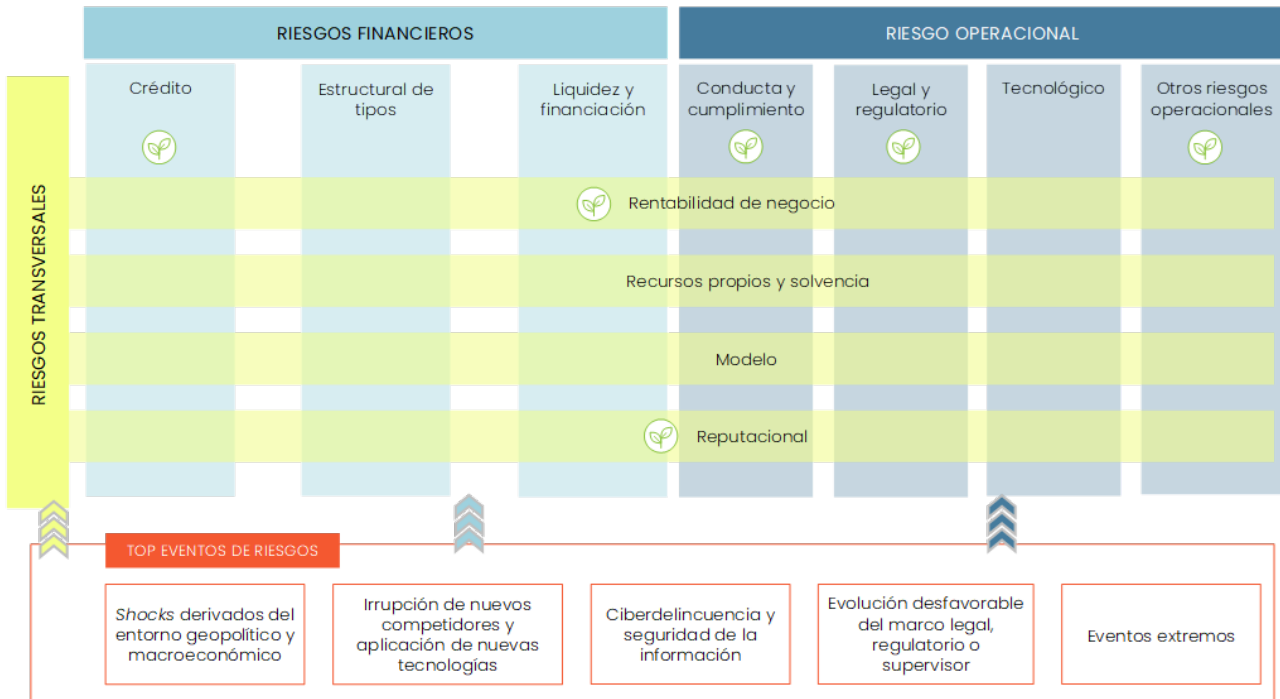 RIESGOS FINANCIEROS
RIESGO OPERACIONAL
Crédito
Estructural de
tipos
Liquidez y
financiación
Conducta y
cumplimiento
Legal y
regulatorio
Tecnológico
Otros riesgos
operacionales
RIESGOS TRANSVERSALES
Rentabilidad de negocio
Recursos propios y solvencia
Modelo
Reputacional
TOP EVENTOS DE RIESGOS
Shocks derivados del
entorno geopolítico y
macroeconómico
Irrupción de nuevos
competidores y
aplicación de nuevas
tecnologías
Ciberdelincuencia y
seguridad de la
información
Evolución desfavorable
del marco legal,
regulatorio o
supervisor
Eventos extremos